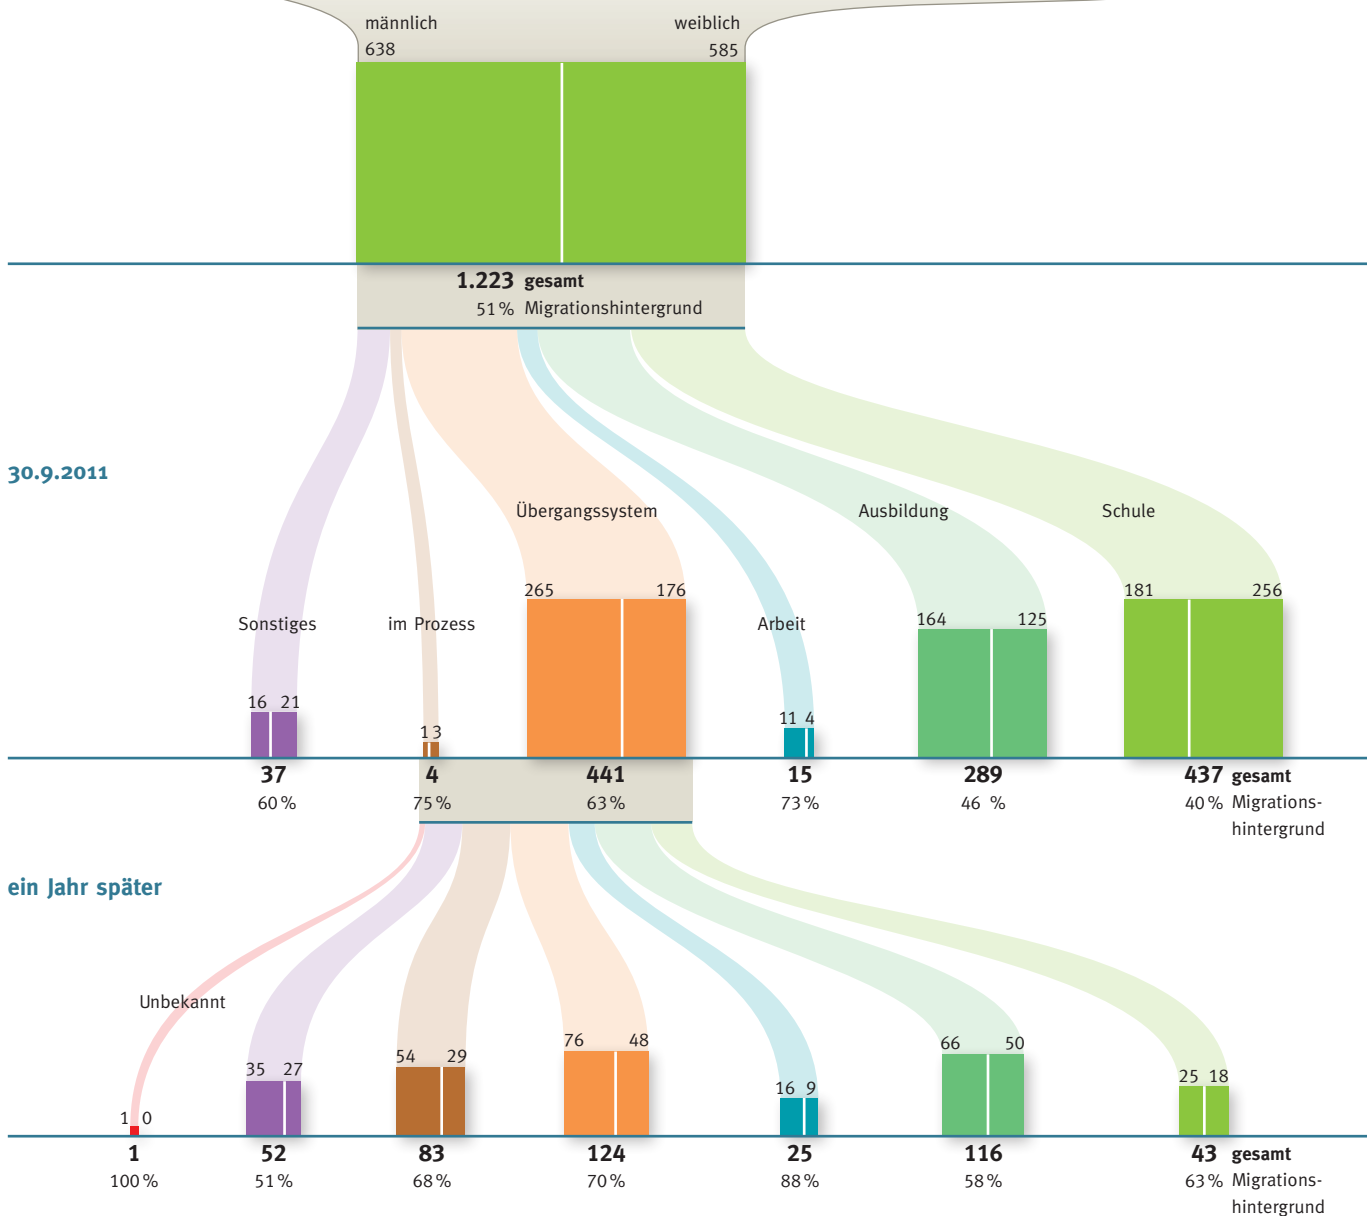 männlich weiblich
638 585
1.223 gesamt
51 % Migrationshintergrund
30.9.2011
Übergangssystem Ausbildung Schule
265 176 181 256
164 125
Sonstiges im Prozess Arbeit
16 21
11 4
1 3
37 4 441 15 289 437 gesamt
60 % 75 % 63 % 73 % 46 % 40 % Migrations-
hintergrund
ein Jahr später
Unbekannt
76 48 66 50
54 29
35 27 25 18
16 9
1 0
1 52 83 124 25 116 43 gesamt
100 % 51 % 68 % 70 % 88 % 58 % 63 % Migrations-
hintergrund